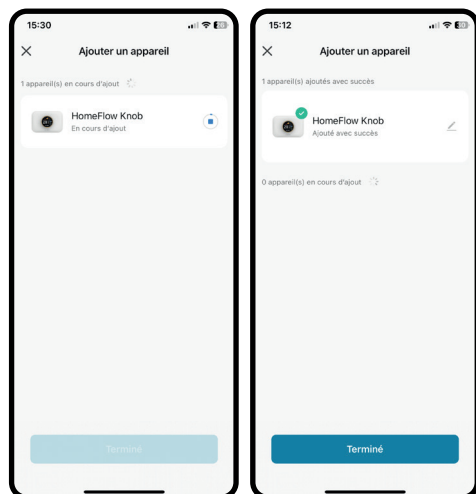 15:30
Ajouter un appareil
1 appareil(s) en cours d'ajout
HomeFlow Knob
En cours d'ajout
Terminé
15:12
Ajouter un appareil
1 appareil(s) ajoutés avec succès
HomeFlow Knob
Ajouté avec succès
0 appareil(s) en cours d'ajout
Terminé